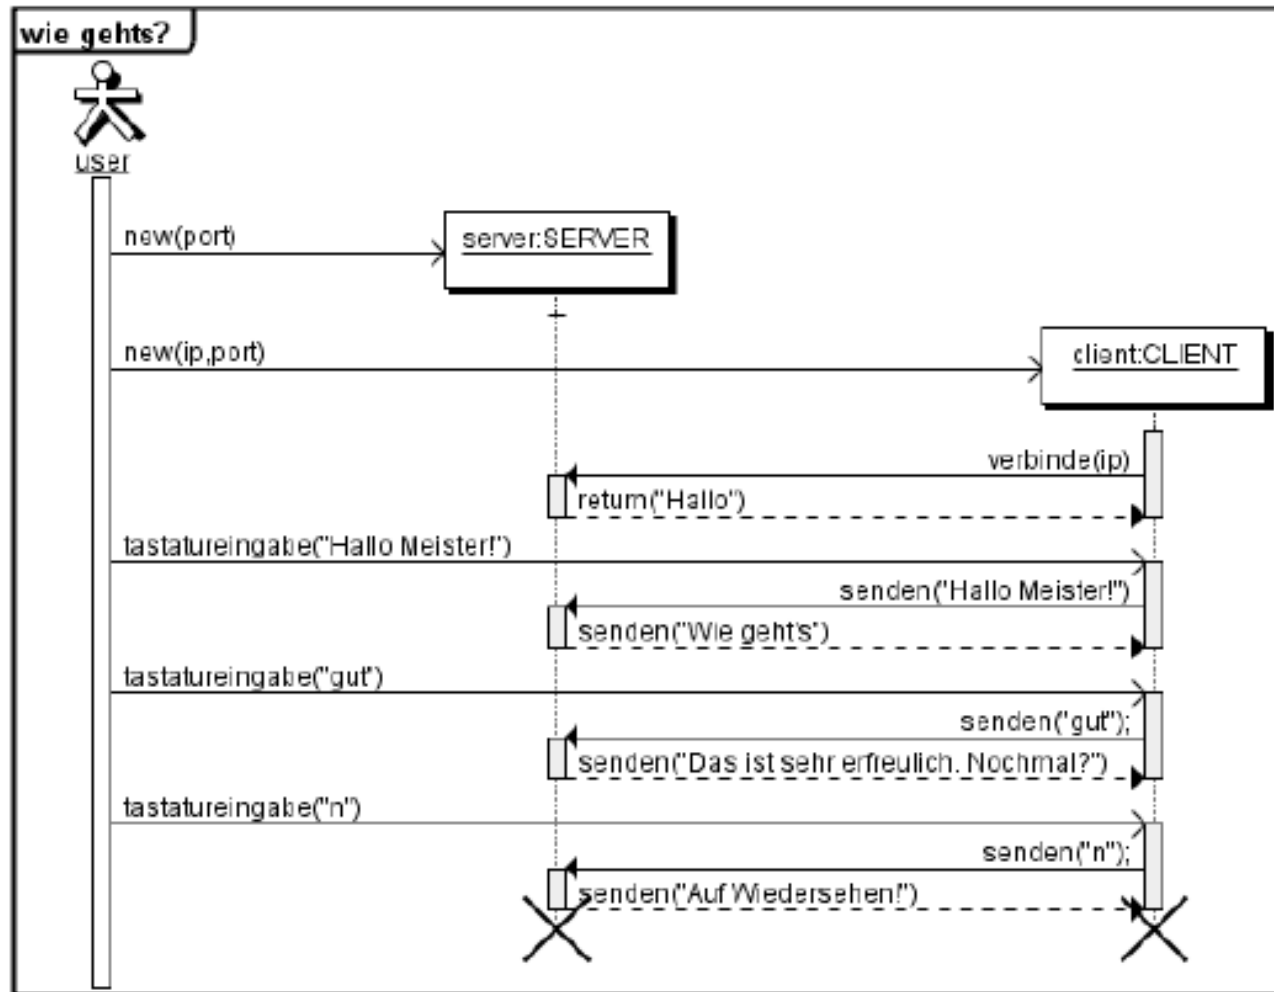 wie gehts?
user
new(port)
server:SERVER
new(ip,port)
client:CLIENT
verbinde(ip)
return("Hallo")
tastatureingabe("Hallo Meister!")
senden("Hallo Meister!")
senden("Wie geht's")
tastatureingabe("gut")
senden("gut");
senden("Das ist sehr erfreulich. Nochmal?")
tastatureingabe("n")
senden("n");
senden("Auf Wiedersehen!")